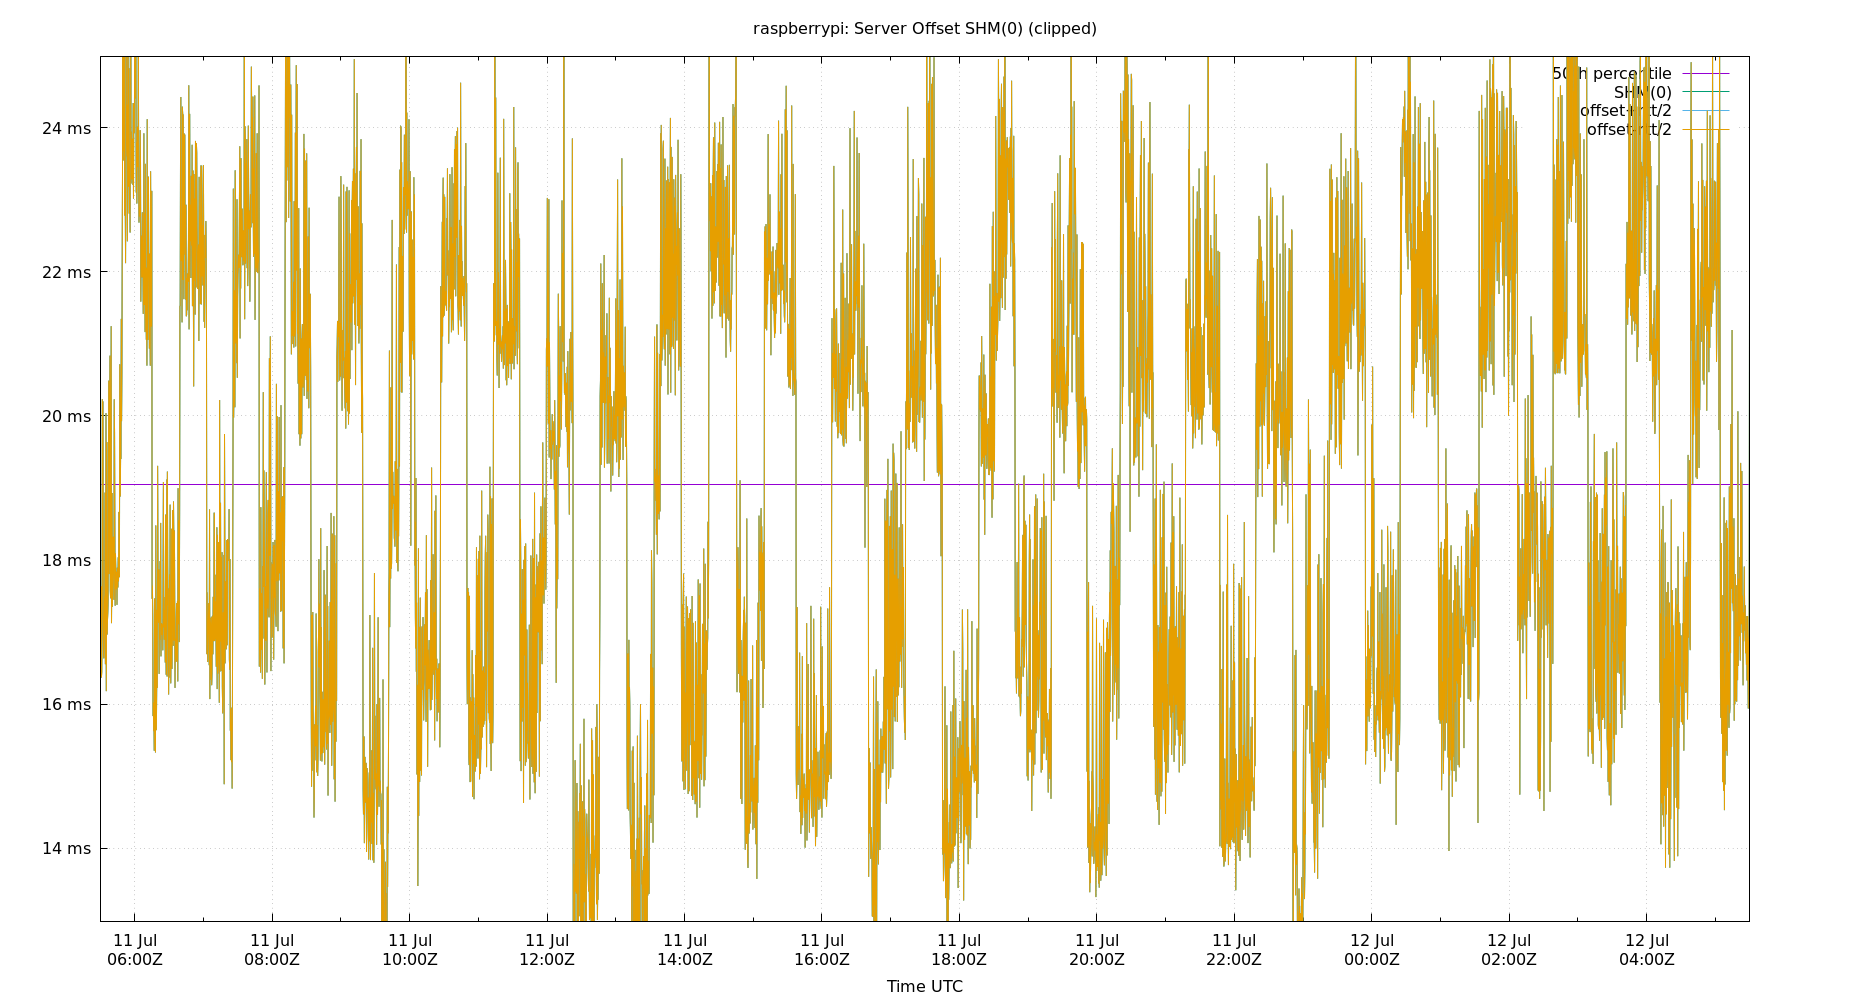 raspberrypi: Server Offset SHM(0) (clipped)
50th percentile
SHM(0)
offset+rtt/2
offset-rtt/2
24 ms
22 ms
20 ms
18 ms
16 ms
14 ms
11 Jul 11 Jul 11 Jul 11 Jul 11 Jul 11 Jul 11 Jul 11 Jul 11 Jul 12 Jul 12 Jul 12 Jul
06:00Z 08:00Z 10:00Z 12:00Z 14:00Z 16:00Z 18:00Z 20:00Z 22:00Z 00:00Z 02:00Z 04:00Z
Time UTC